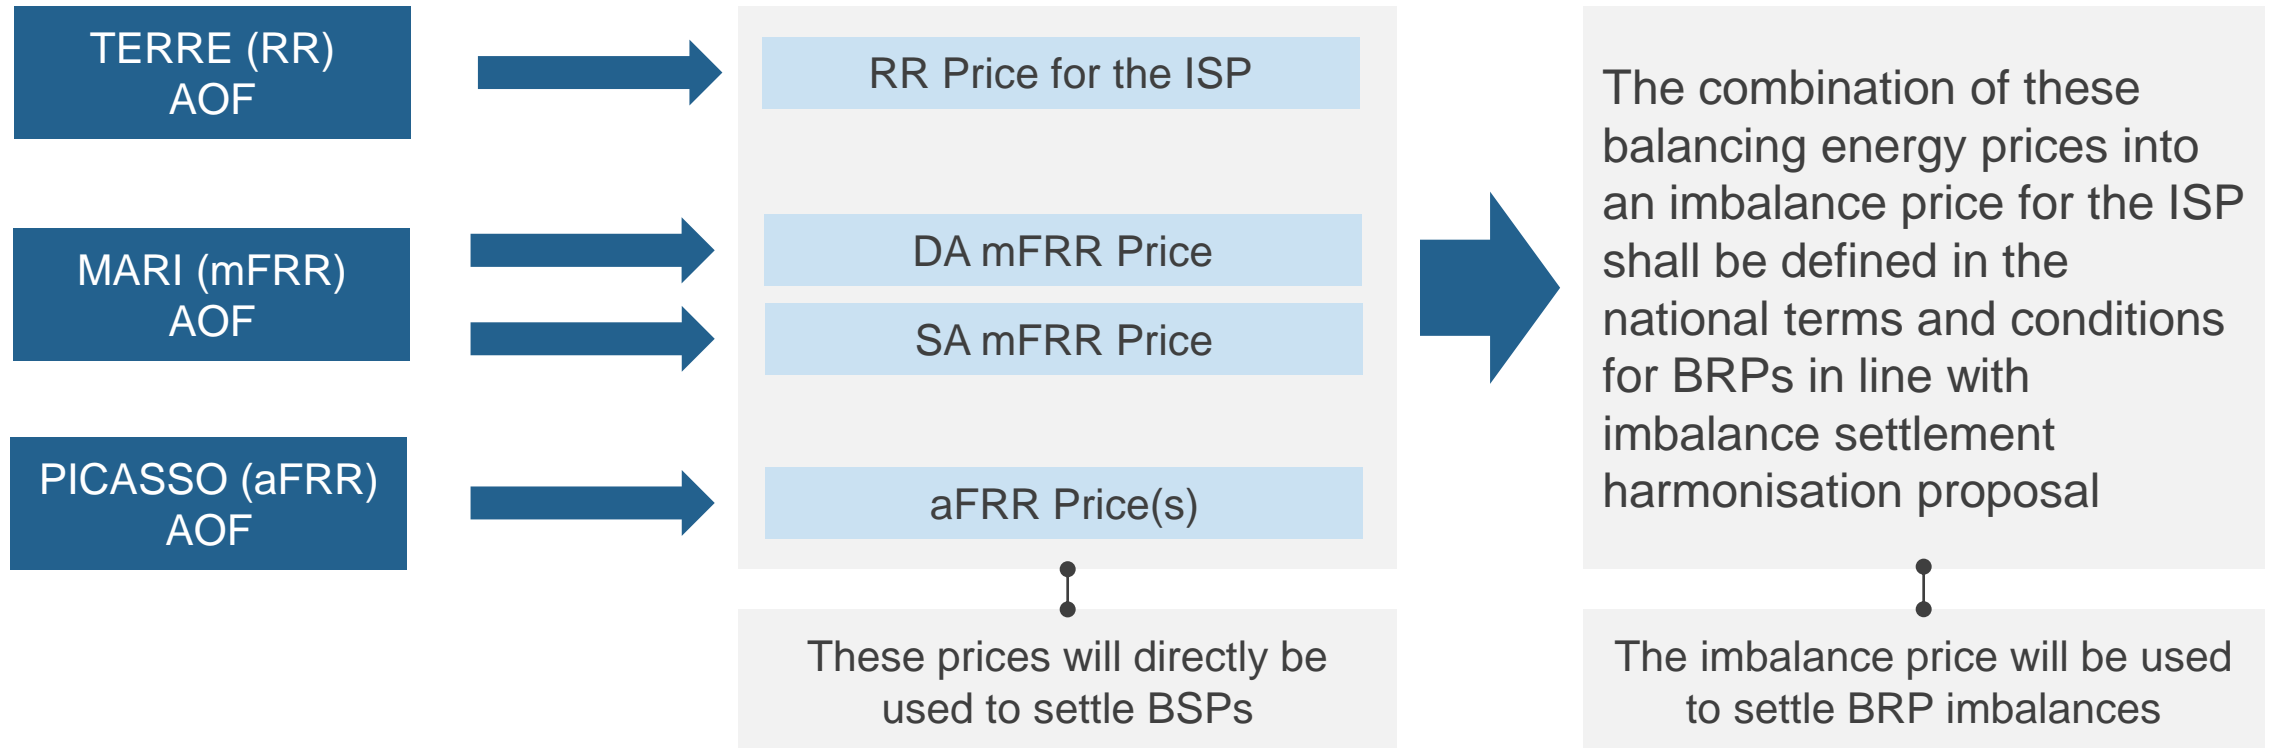 TERRE (RR)
AOF
RR Price for the ISP
MARI (mFRR)
AOF
DA mFRR Price
SA mFRR Price
PICASSO (aFRR)
AOF
aFRR Price(s)
These prices will directly be
used to settle BSPs
The combination of these
balancing energy prices into
an imbalance price for the ISP
shall be defined in the
national terms and conditions
for BRPs in line with
imbalance settlement
harmonisation proposal
The imbalance price will be used
to settle BRP imbalances